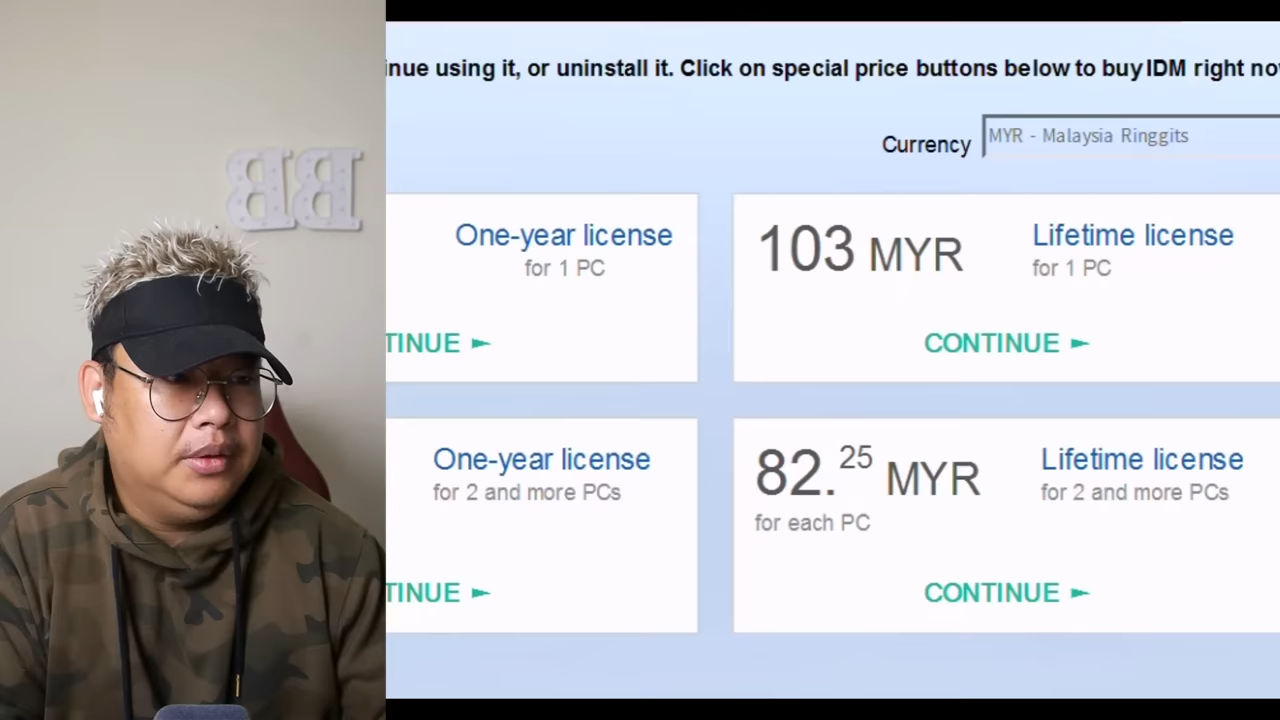 inue using it, or uninstall it. Click on special price buttons below to buy IDM right no
Currency
MYR - Malaysia Ringgits
One-year license
for 1 PC
TINUE ►
103 MYR
Lifetime license
for 1 PC
CONTINUE ►
One-year license
for 2 and more PCs
TINUE ►
82.25 MYR
for each PC
Lifetime license
for 2 and more PCs
CONTINUE ►
BB